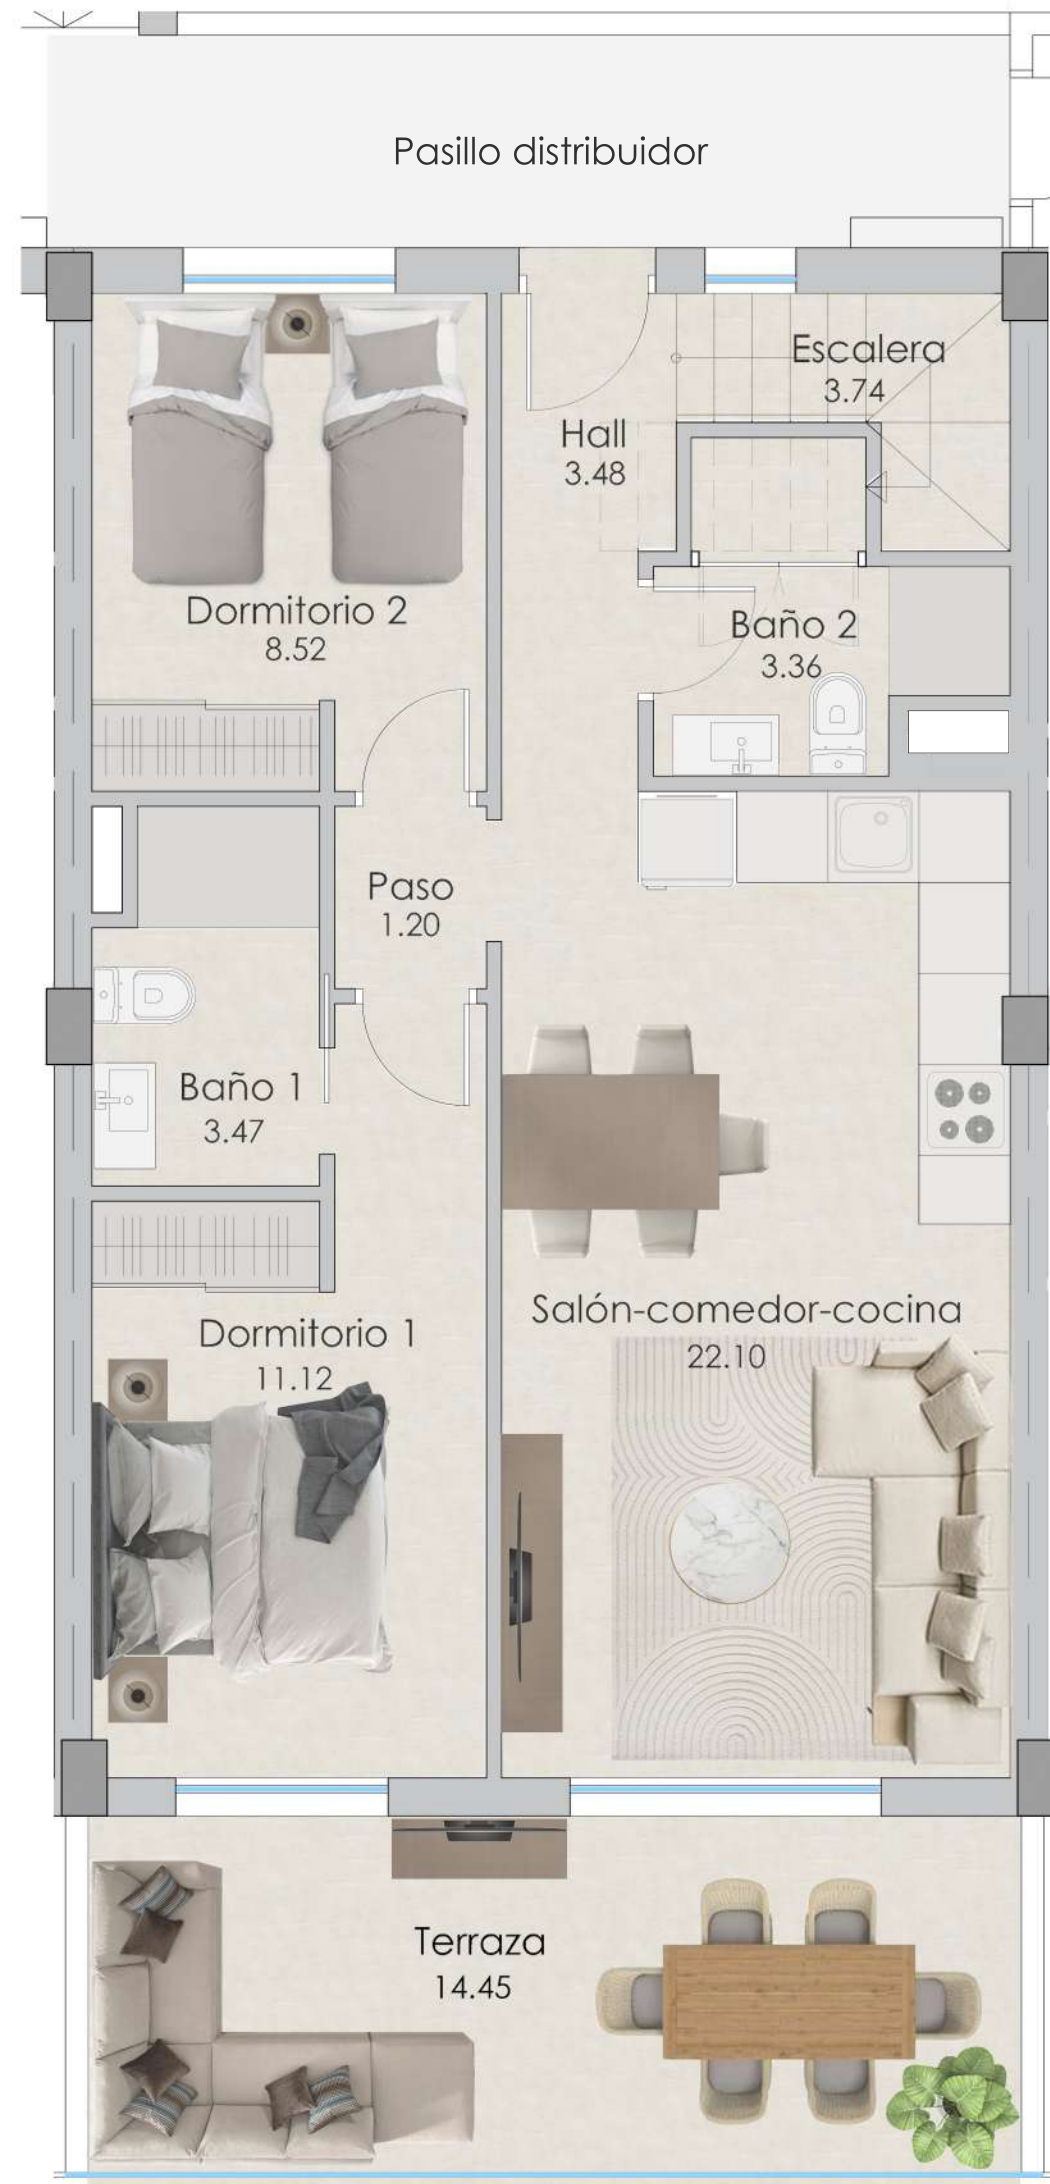 Pasillo distribuidor
Escalera
3.74
Hall
3.48
Dormitorio 2
8.52
Baño 2
3.36
Paso
1.20
Baño 1
3.47
Salón-comedor-cocina
22.10
Dormitorio 1
11.12
Terraza
14.45